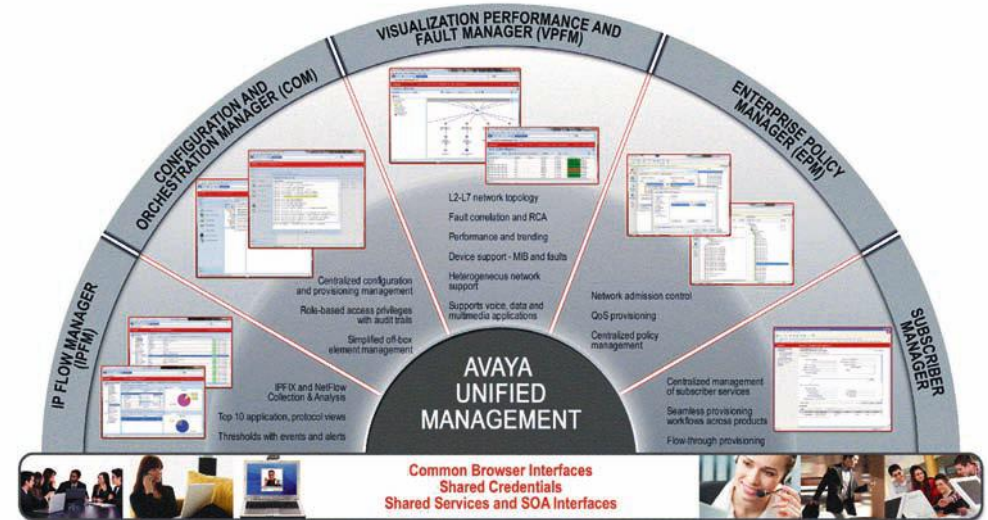 VISUALIZATION PERFORMANCE AND
FAULT MANAGER (VPFM)
CONFIGURATION AND
ORCHESTRATION MANAGER (COM)
ENTERPRISE POLICY
MANAGER (EPM)
IP FLOW MANAGER
(IPFM)
SUBSCRIBER
MANAGER
L2-L7 network topology
Fault correlation and RCA
Performance and trending
Device support - MIB and faults
Heterogeneous network
support
Supports voice, data and
multimedia applications
Centralized configuration
and provisioning management
Role-based access privileges
with audit trails
Simplified off-box
element management
Network admission control
QoS provisioning
Centralized policy
management
IPFIX and NetFlow
Collection & Analysis
Top 10 application, protocol views
Thresholds with events and alerts
AVAYA
UNIFIED
MANAGEMENT
Centralized management
of subscriber services
Seamless provisioning
workflows across products
Flow-through provisioning
Common Browser Interfaces
Shared Credentials
Shared Services and SOA Interfaces